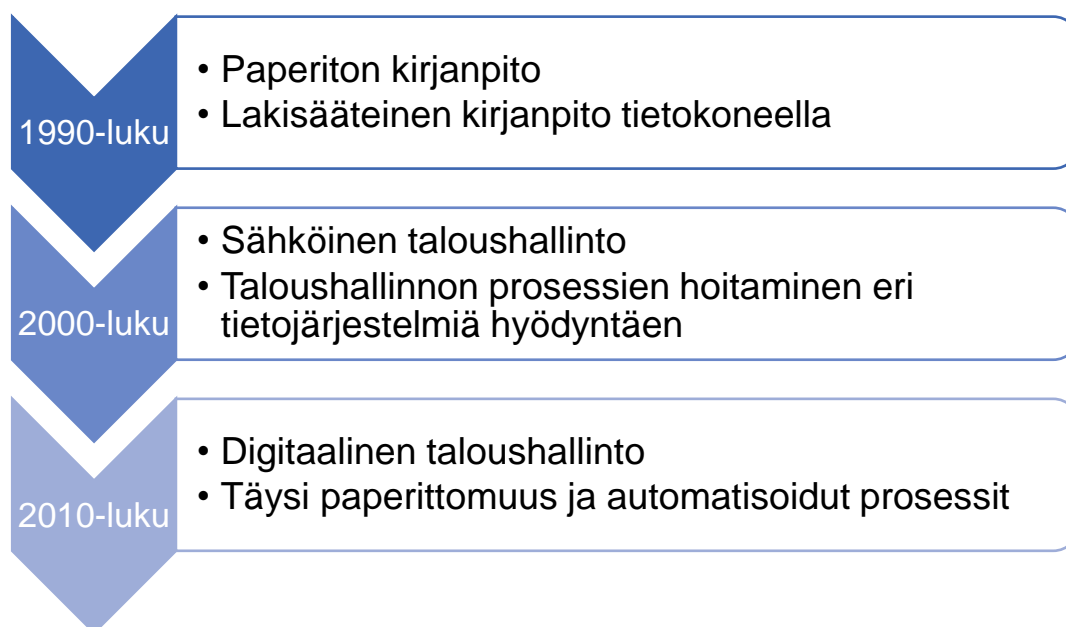 1990-luku
• Paperiton kirjanpito
• Lakisääteinen kirjanpito tietokoneella
2000-luku
• Sähköinen taloushallinto
• Taloushallinnon prosessien hoitaminen eri
tietojärjestelmiä hyödyntäen
2010-luku
• Digitaalinen taloushallinto
• Täysi paperittomuus ja automatisoidut prosessit